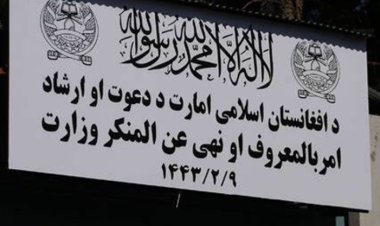 لا اله الا الله محمد رسول الله
د افغانستان اسلامی امارت د دعوت او ارشاد
امربالمعروف او نهی عن المنکر وزارت
۱۴۴۳/۲/۹